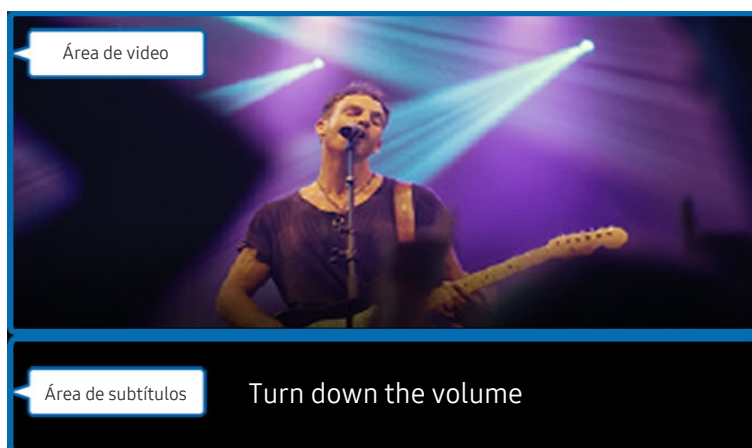 Área de video
Área de subtítulos
Turn down the volume